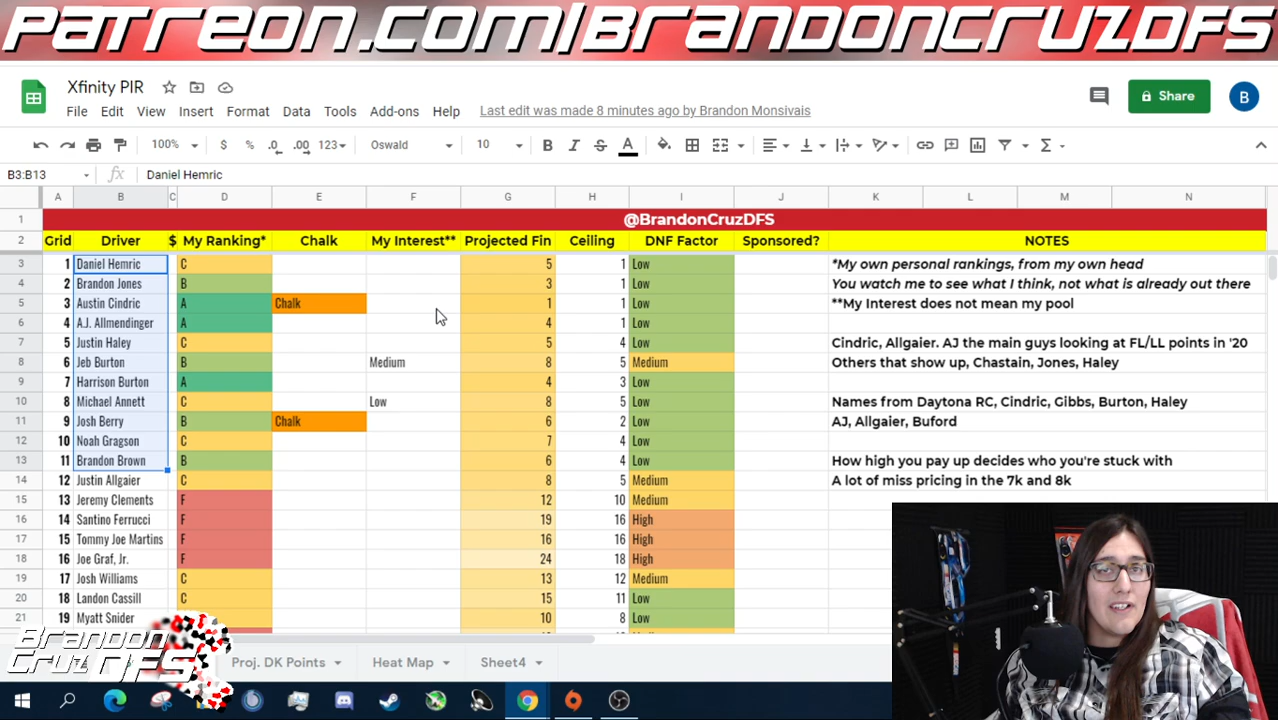 PATREON.COM/BRANDONCRUZDFS
Xfinity PIR
File Edit View Insert Format Data Tools Add-ons Help Last edit was made 8 minutes ago by Brandon Monsivais
Share
B
100% $ % .0 .00 123 Oswald 10 B I S A
B3:B13 fx Daniel Hemric
A B C D E F G H I J K L M N
1 @BrandonCruzDFS
2 Grid Driver $ My Ranking* Chalk My Interest** Projected Fin Ceiling DNF Factor Sponsored? NOTES
3 1 Daniel Hemric C 5 1 Low *My own personal rankings, from my own head
4 2 Brandon Jones B 3 1 Low You watch me to see what I think, not what is already out there
5 3 Austin Cindric A Chalk 1 1 Low **My Interest does not mean my pool
6 4 A.J. Allmendinger A 4 1 Low
7 5 Justin Haley C 5 4 Low Cindric, Allgaier. AJ the main guys looking at FL/LL points in '20
8 6 Jeb Burton B Medium 8 5 Medium Others that show up, Chastain, Jones, Haley
9 7 Harrison Burton A 4 3 Low
10 8 Michael Annett C Low 8 5 Low Names from Daytona RC, Cindric, Gibbs, Burton, Haley
11 9 Josh Berry B Chalk 6 2 Low AJ, Allgaier, Buford
12 10 Noah Gragson C 7 4 Low
13 11 Brandon Brown B 6 4 Low How high you pay up decides who you're stuck with
14 12 Justin Allgaier C 8 5 Medium A lot of miss pricing in the 7k and 8k
15 13 Jeremy Clements F 12 10 Medium
16 14 Santino Ferrucci F 19 16 High
17 15 Tommy Joe Martins F 16 16 High
18 16 Joe Graf, Jr. F 24 18 High
19 17 Josh Williams C 13 12 Medium
20 18 Landon Cassill C 15 11 Low
21 19 Myatt Snider 10 8 Low
BRANDON
CRUZDFS
Proj. DK Points Heat Map Sheet4